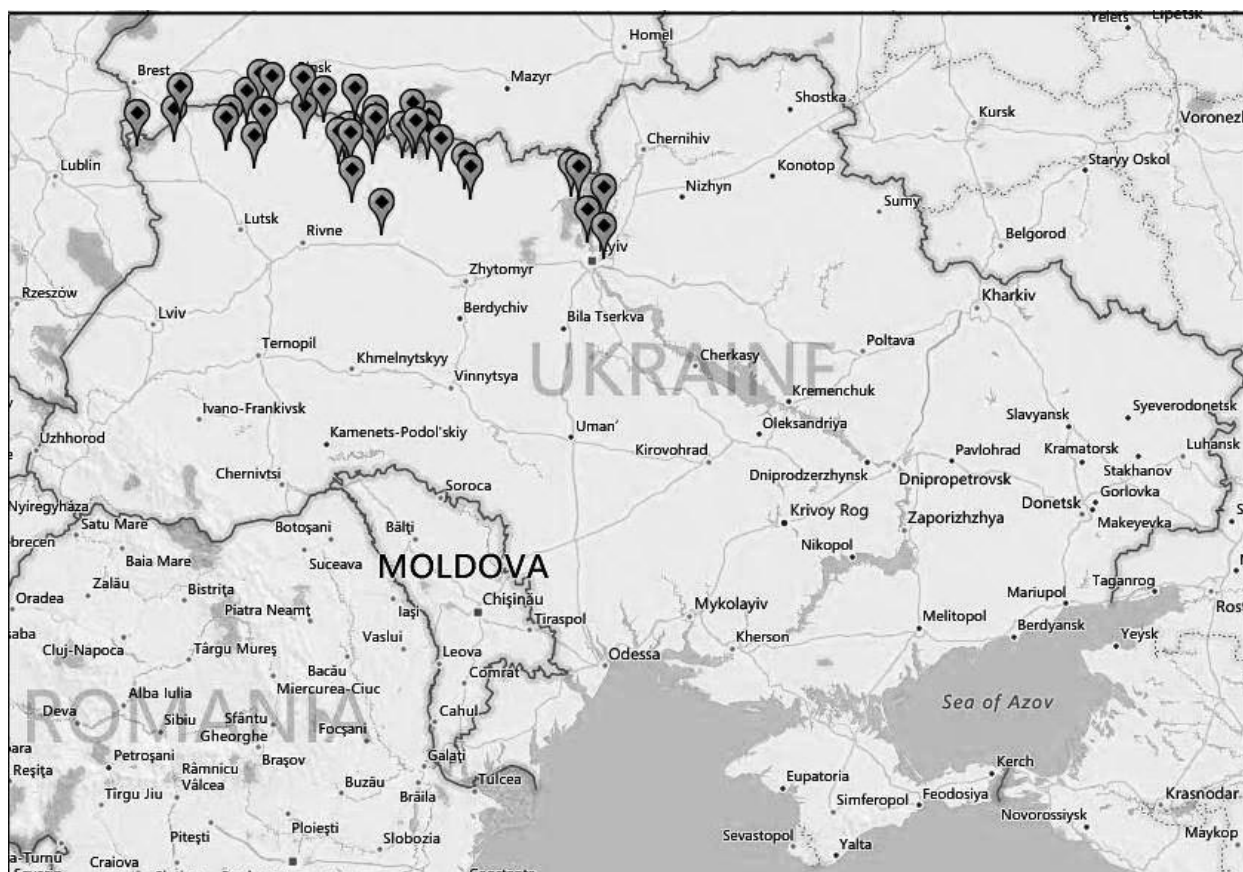 Yelets
Lipetsk
Homel
Brest
Mazyr
Shostka
Kursk
Voronezh
Chernihiv
Lublin
Staryy Oskol
Konotop
Nizhyn
Sumy
Lutsk
Rivne
Belgorod
Kyiv
Zhytomyr
Rzeszów
Kharkiv
Berdychiv
Lviv
Bila Tserkva
Ternopil
Poltava
UKRAINE
Cherkasy
Khmelnytskyy
Vinnytsya
Kremenchuk
Ivano-Frankivsk
Syeverodonetsk
Slavyansk
Oleksandriya
Uman'
Kamenets-Podol'skiy
Uzhhorod
Kirovohrad
Pavlohrad
Kramatorsk
Luhansk
Chernivtsi
Dniprodzerzhynsk
Stakhanov
Dnipropetrovsk
Soroca
Nyíregyháza
Donetsk
Gorlovka
Satu Mare
Botoşani
Bălţi
Krivoy Rog
Zaporizhzhya
Makeyevka
ebrecen
Baia Mare
Suceava
MOLDOVA
Nikopol
Zalău
Taganrog
Oradea
Bistriţa
Piatra Neamţ
Iaşi
Chişinău
Mykolayiv
Mariupol
Rost
Tiraspol
Melitopol
saba
Vaslui
Kherson
Berdyansk
Yeysk
Cluj-Napoca
Târgu Mureş
Leova
Odessa
Bacău
Comrat
Alba Iulia
Miercurea-Ciuc
ROMANIA
Sea of Azov
Deva
Sibiu
Sfântu
Gheorghe
Focşani
Cahul
Petroşani
Braşov
Galaţi
Kerch
Reşiţa
Râmnicu
Vâlcea
Buzău
Tulcea
Eupatoria
Tîrgu Jiu
Brăila
Simferopol
Feodosiya
Krasnodar
Novorossiysk
Piteşti
Ploieşti
Slobozia
Sevastopol
Maykop
a-Turnu
Craiova
Yalta